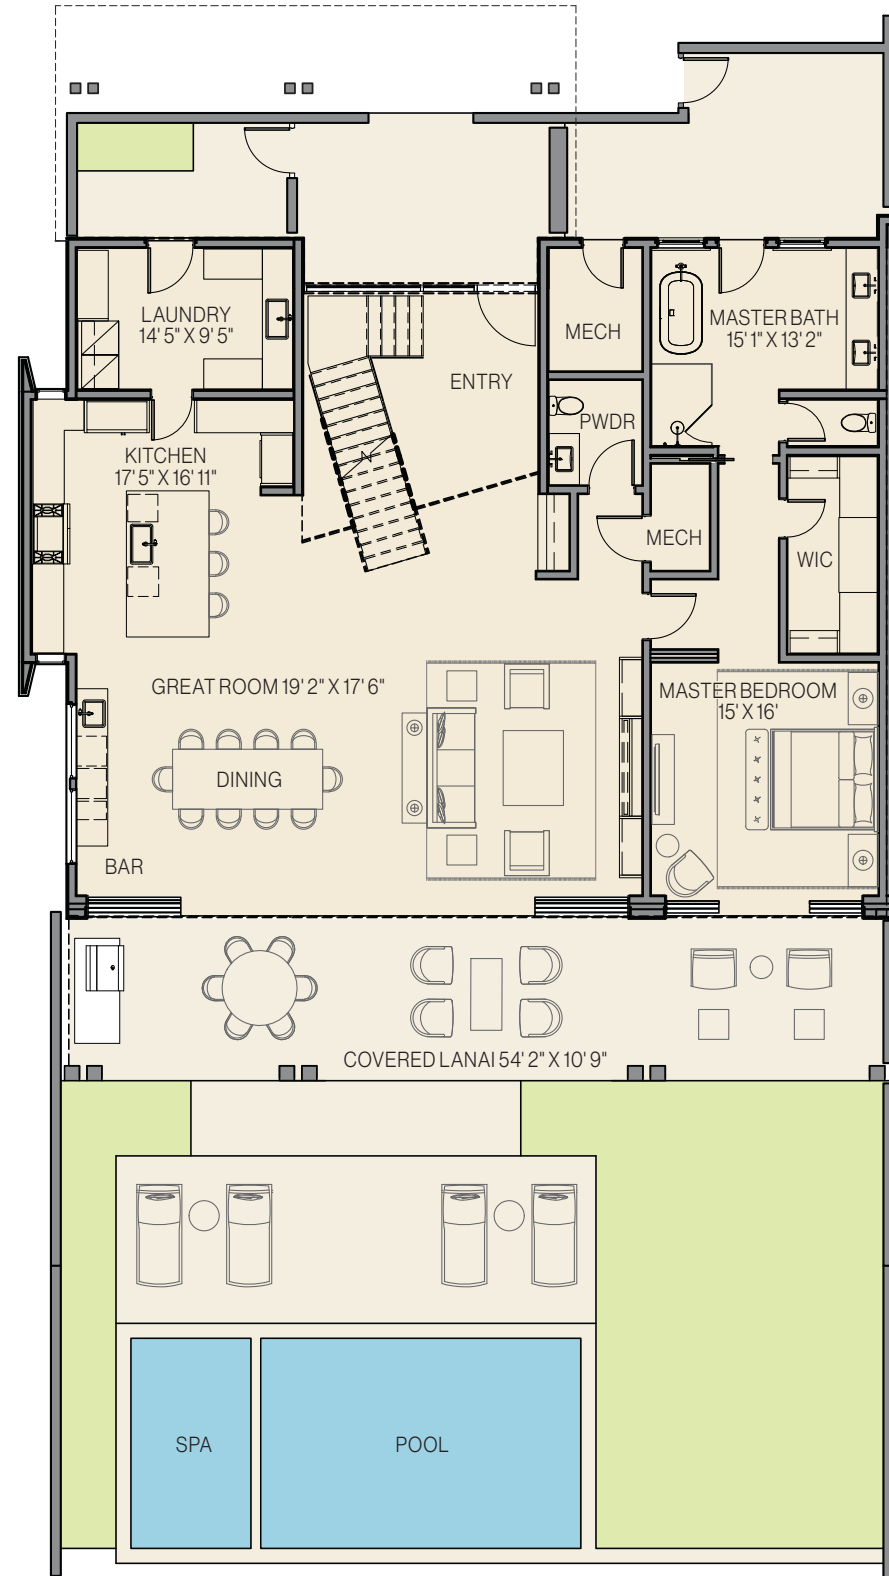 LAUNDRY
14' 5" X 9' 5"
MECH
MASTER BATH
15'1" X 13' 2"
ENTRY
PWDR
KITCHEN
17' 5" X 16' 11"
MECH
WIC
GREAT ROOM 19' 2" X 17' 6"
MASTER BEDROOM
15' X 16'
DINING
BAR
COVERED LANAI 54' 2" X 10' 9"
SPA
POOL